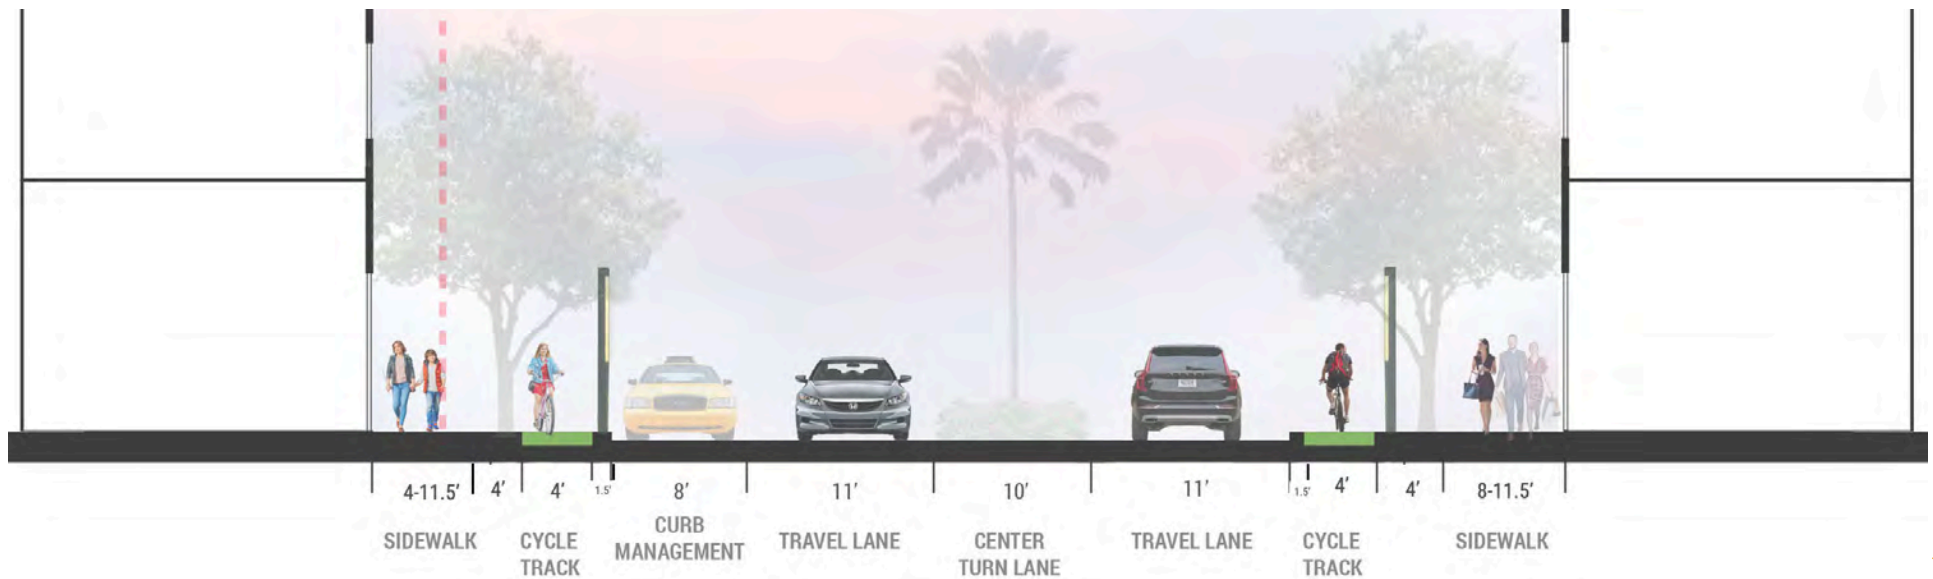 4-11.5' 4' 4' 1.5' 8' 11' 10' 11' 1.5' 4' 4' 8-11.5'
SIDEWALK
CYCLE
TRACK
CURB
MANAGEMENT
TRAVEL LANE
CENTER
TURN LANE
TRAVEL LANE
CYCLE
TRACK
SIDEWALK